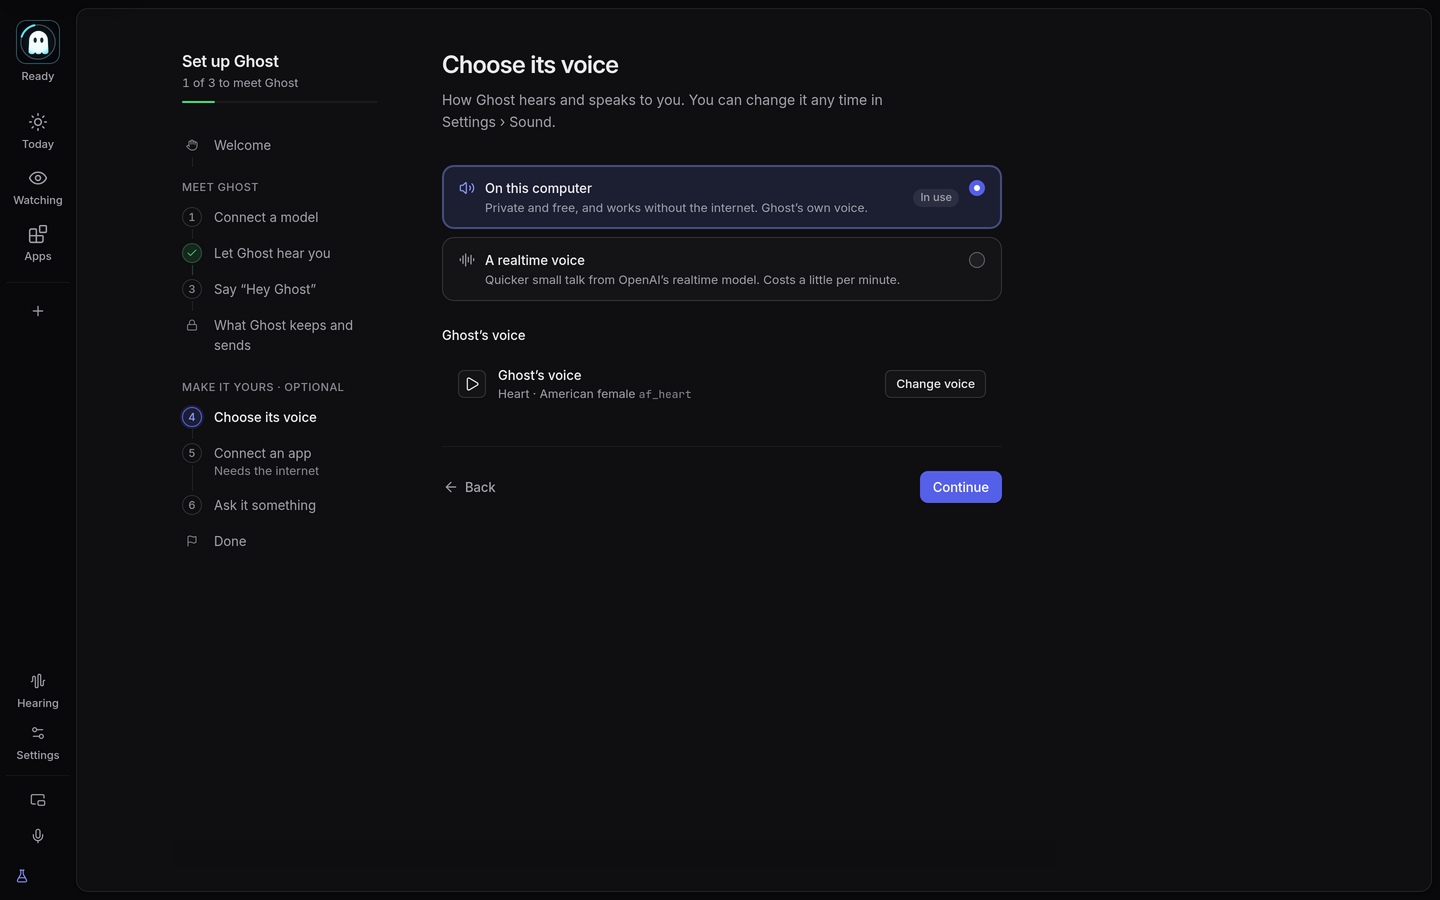 Ready
Today
Watching
Apps
Hearing
Settings
Set up Ghost
1 of 3 to meet Ghost
Welcome
MEET GHOST
1 Connect a model
Let Ghost hear you
3 Say “Hey Ghost”
What Ghost keeps and
sends
MAKE IT YOURS · OPTIONAL
4 Choose its voice
5 Connect an app
Needs the internet
6 Ask it something
Done
Choose its voice
How Ghost hears and speaks to you. You can change it any time in
Settings › Sound.
On this computer
Private and free, and works without the internet. Ghost’s own voice.
In use
A realtime voice
Quicker small talk from OpenAI’s realtime model. Costs a little per minute.
Ghost’s voice
Ghost’s voice
Heart · American female af_heart
Change voice
Back
Continue